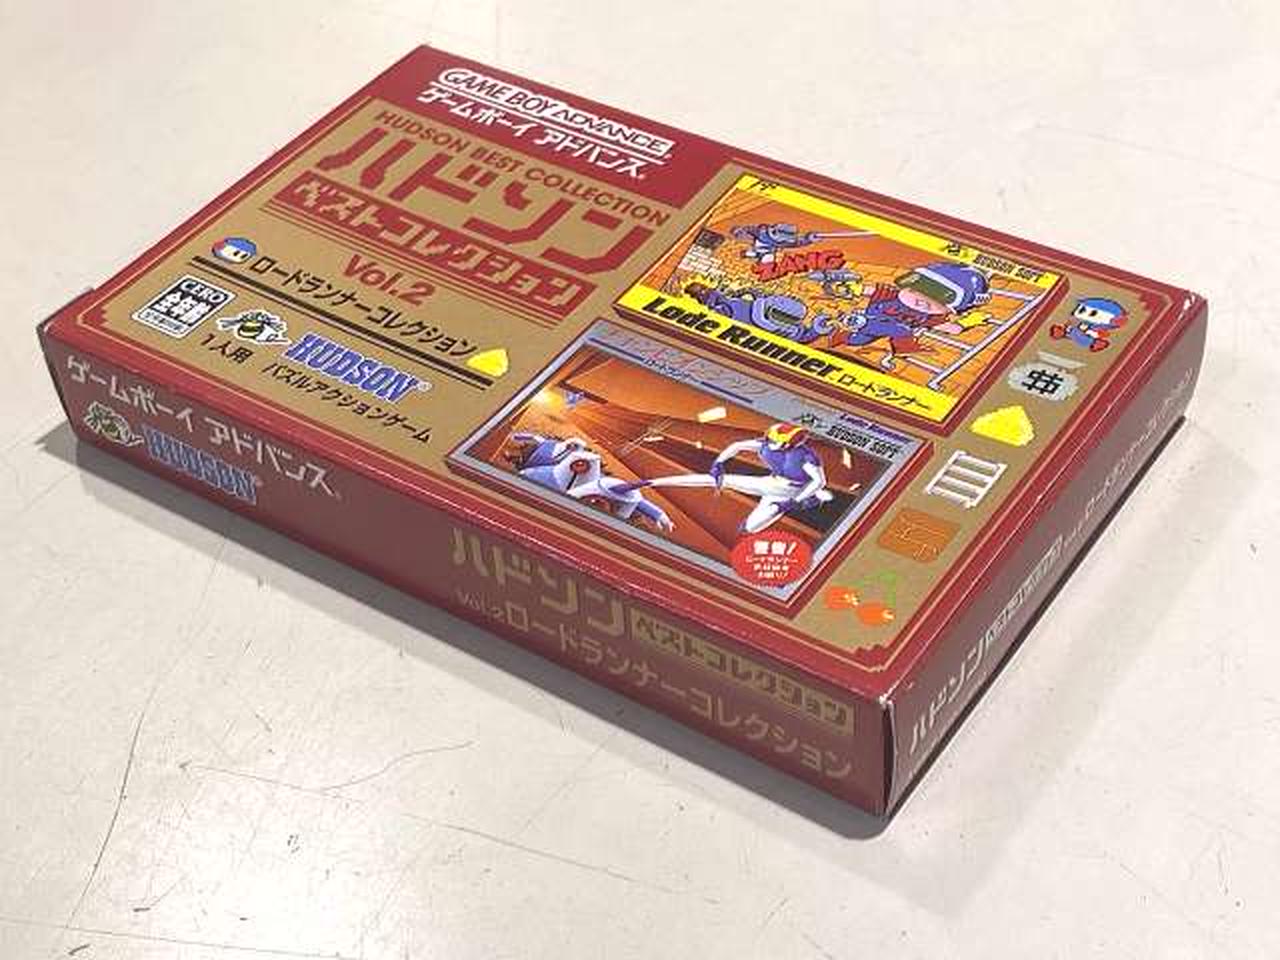 GAME BOY ADVANCE
ゲームボーイ アドバンス
HUDSON BEST COLLECTION
ハドソン
ベストコレクション
Vol.2
ロードランナーコレクション
CERO
全年齢
HUDSON
1人用
パズルアクションゲーム
HUDSON SOFT
ZANG
Lode Runner
ロードランナー
HUDSON SOFT
警告!
ゲームボーイ アドバンス
HUDSON
ハドソン ベストコレクション
Vol.2 ロードランナーコレクション
ハドソン